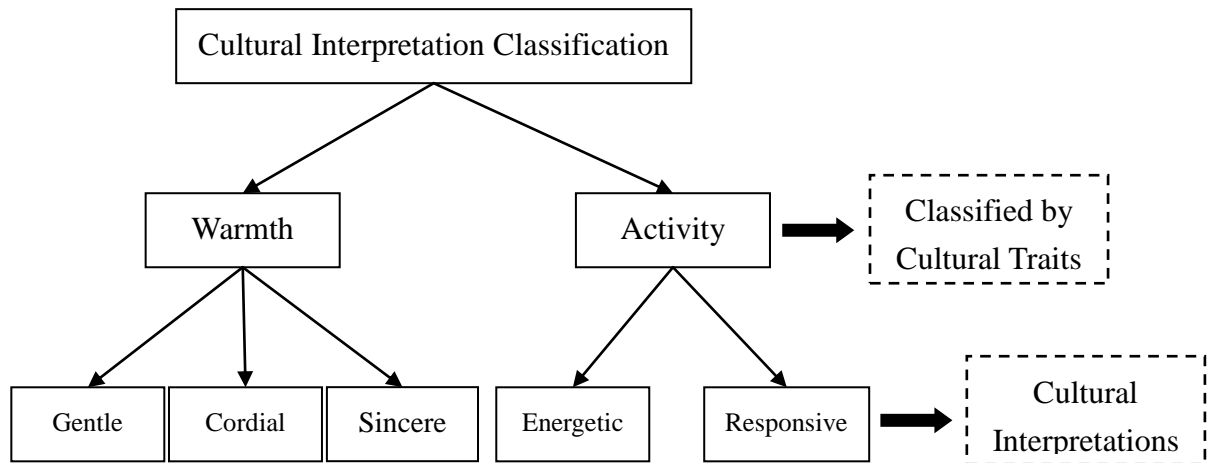 Cultural Interpretation Classification
Warmth
Activity
Classified by
Cultural Traits
Gentle
Cordial
Sincere
Energetic
Responsive
Cultural
Interpretations